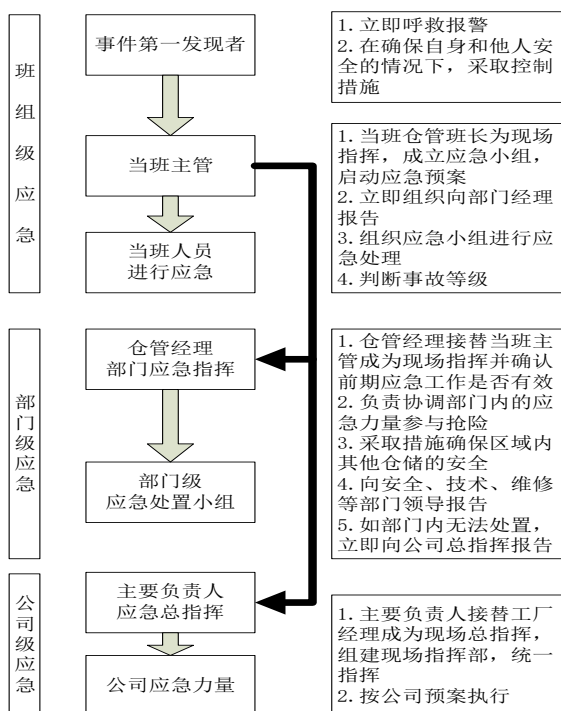 班
组
级
应
急
事件第一发现者
1. 立即呼救报警
2. 在确保自身和他人安
全的情况下，采取控制
措施
当班主管
当班人员
进行应急
1. 当班仓管班长为现场
指挥，成立应急小组，
启动应急预案
2. 立即组织向部门经理
报告
3. 组织应急小组进行应
急处理
4. 判断事故等级
部
门
级
应
急
仓管经理
部门应急指挥
部门级
应急处置小组
1. 仓管经理接替当班主
管成为现场指挥并确认
前期应急工作是否有效
2. 负责协调部门内的应
急力量参与抢险
3. 采取措施确保区域内
其他仓储的安全
4. 向安全、技术、维修
等部门领导报告
5. 如部门内无法处置，
立即向公司总指挥报告
公
司
级
应
急
主要负责人
应急总指挥
公司应急力量
1. 主要负责人接替工厂
经理成为现场总指挥，
组建现场指挥部，统一
指挥
2. 按公司预案执行